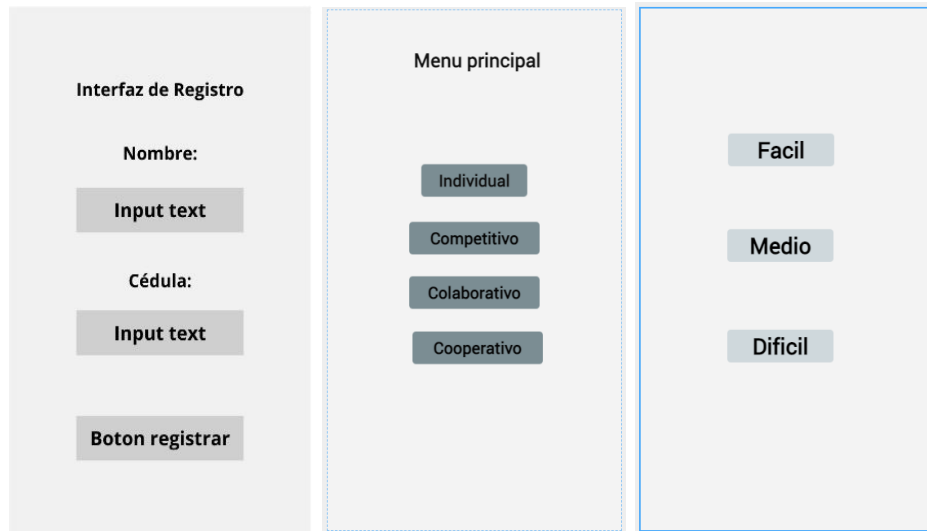 Interfaz de Registro
Nombre:
Input text
Cédula:
Input text
Boton registrar
Menu principal
Individual
Competitivo
Colaborativo
Cooperativo
Facil
Medio
Dificil